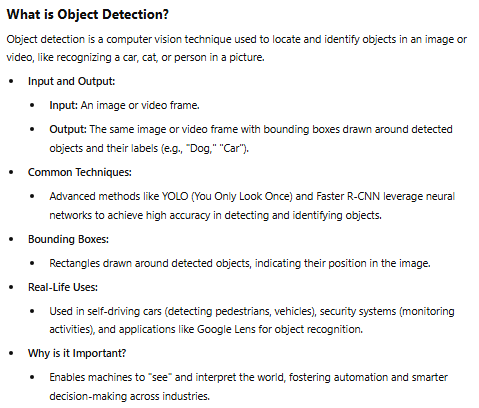 What is Object Detection?
Object detection is a computer vision technique used to locate and identify objects in an image or
video, like recognizing a car, cat, or person in a picture.
• Input and Output:
• Input: An image or video frame.
• Output: The same image or video frame with bounding boxes drawn around detected
objects and their labels (e.g., "Dog," "Car").
• Common Techniques:
• Advanced methods like YOLO (You Only Look Once) and Faster R-CNN leverage neural
networks to achieve high accuracy in detecting and identifying objects.
• Bounding Boxes:
• Rectangles drawn around detected objects, indicating their position in the image.
• Real-Life Uses:
• Used in self-driving cars (detecting pedestrians, vehicles), security systems (monitoring
activities), and applications like Google Lens for object recognition.
• Why is it Important?
• Enables machines to "see" and interpret the world, fostering automation and smarter
decision-making across industries.